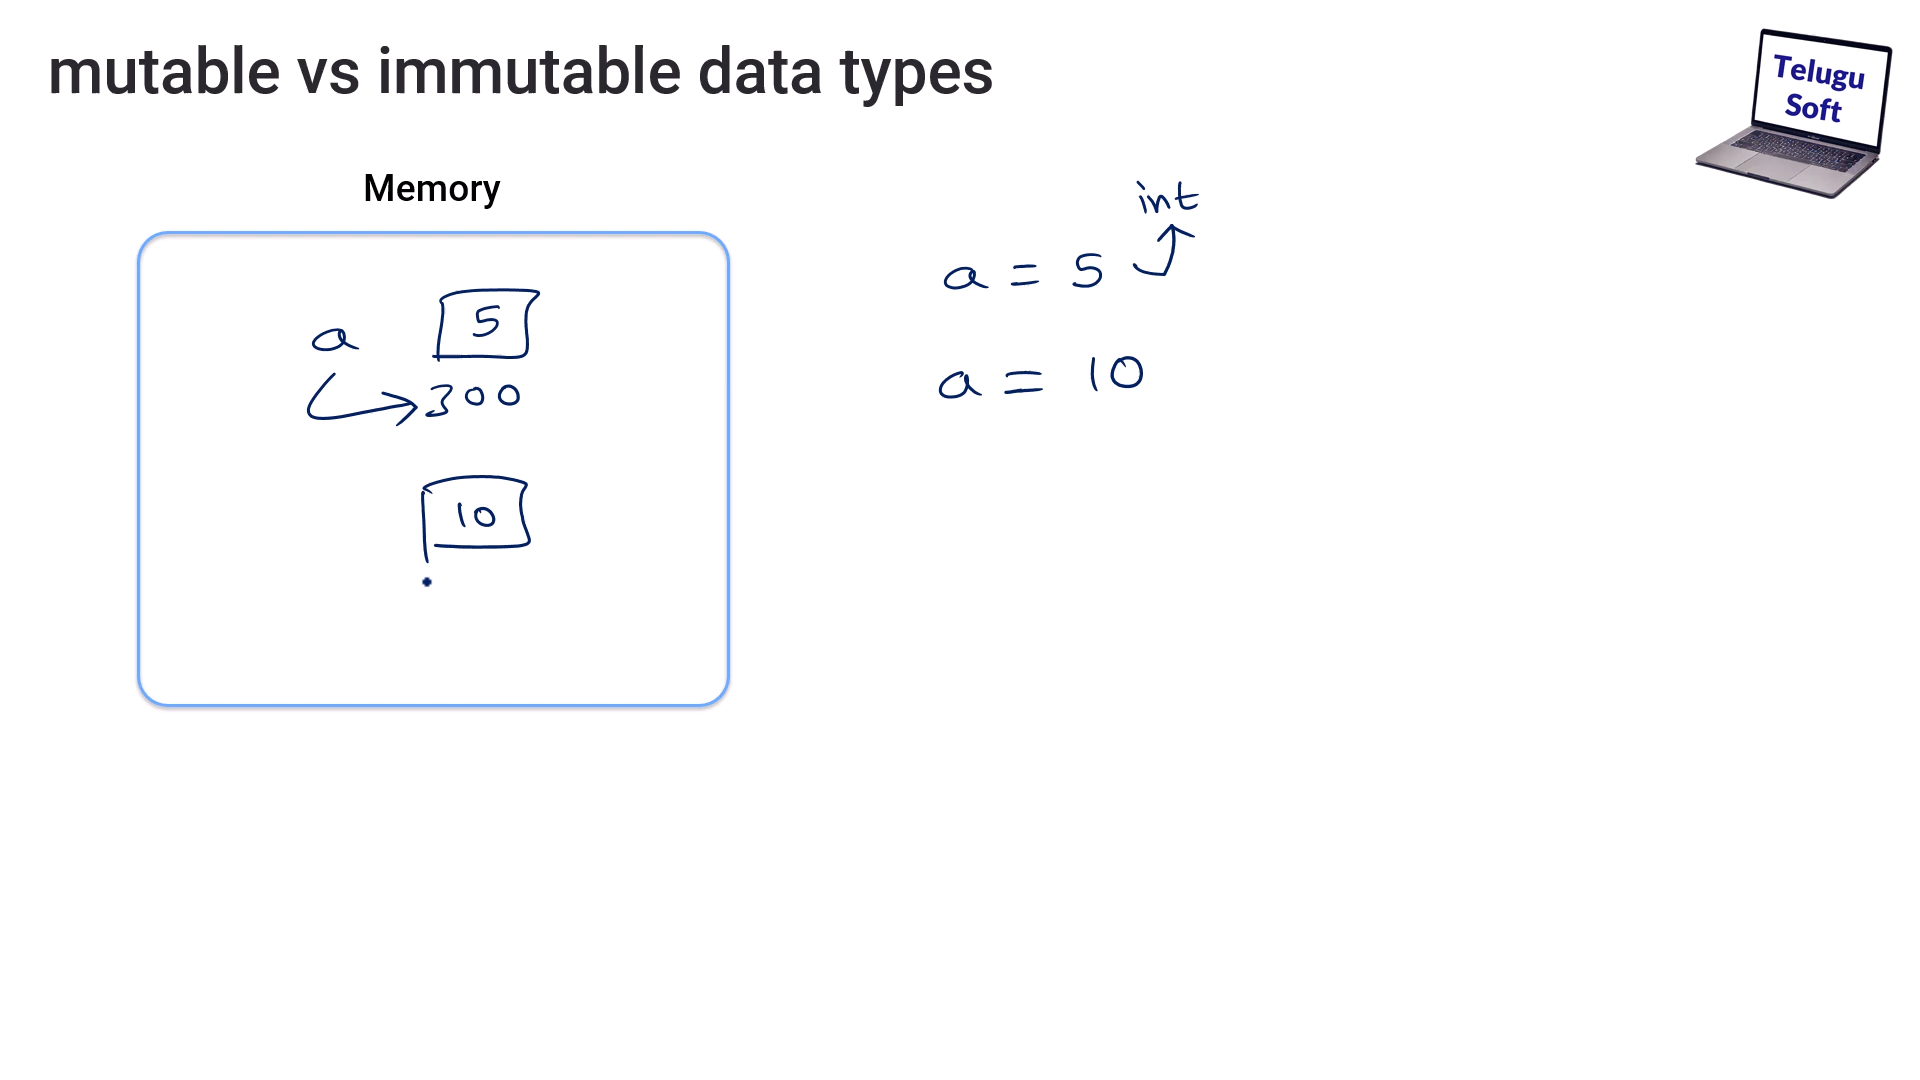 mutable vs immutable data types
Telugu
Soft
Memory
int
a = 5
a = 10
a
5
300
10